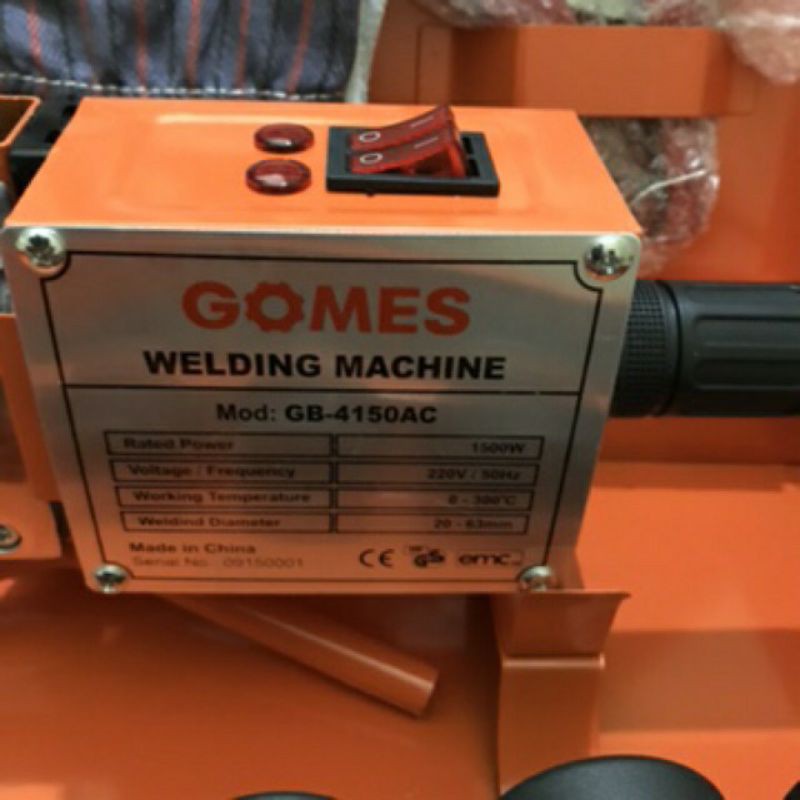 GOMES
WELDING MACHINE
Mod: GB-4150AC
Rated Power 1500W
Voltage / Frequency 220V / 50Hz
Working Temperature 0 - 300°C
Weldind Diameter 20 - 63mm
Made in China
Serial No.: 09150001
CE GS emc